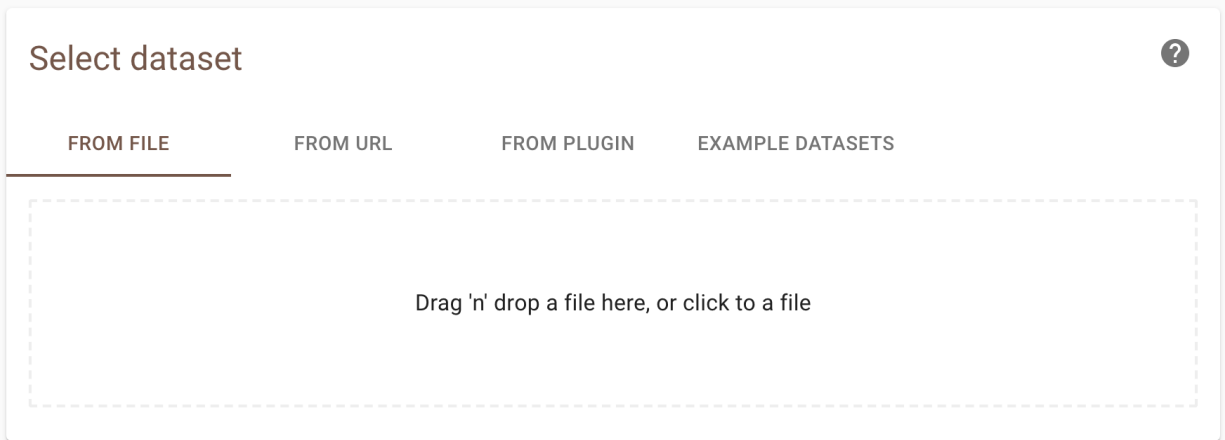 Select dataset
?
FROM FILE
FROM URL
FROM PLUGIN
EXAMPLE DATASETS
Drag 'n' drop a file here, or click to a file